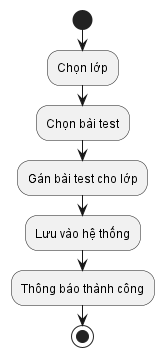 Chọn lớp
Chọn bài test
Gán bài test cho lớp
Lưu vào hệ thống
Thông báo thành công